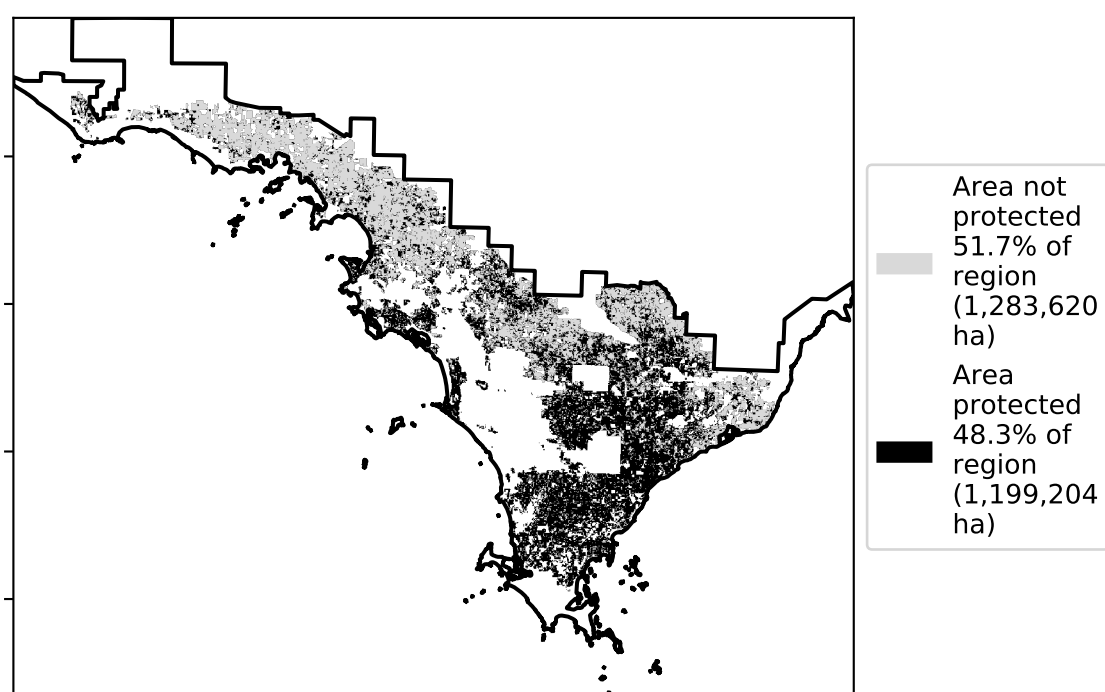 Area not
protected
51.7% of
region
(1,283,620
ha)
Area
protected
48.3% of
region
(1,199,204
ha)